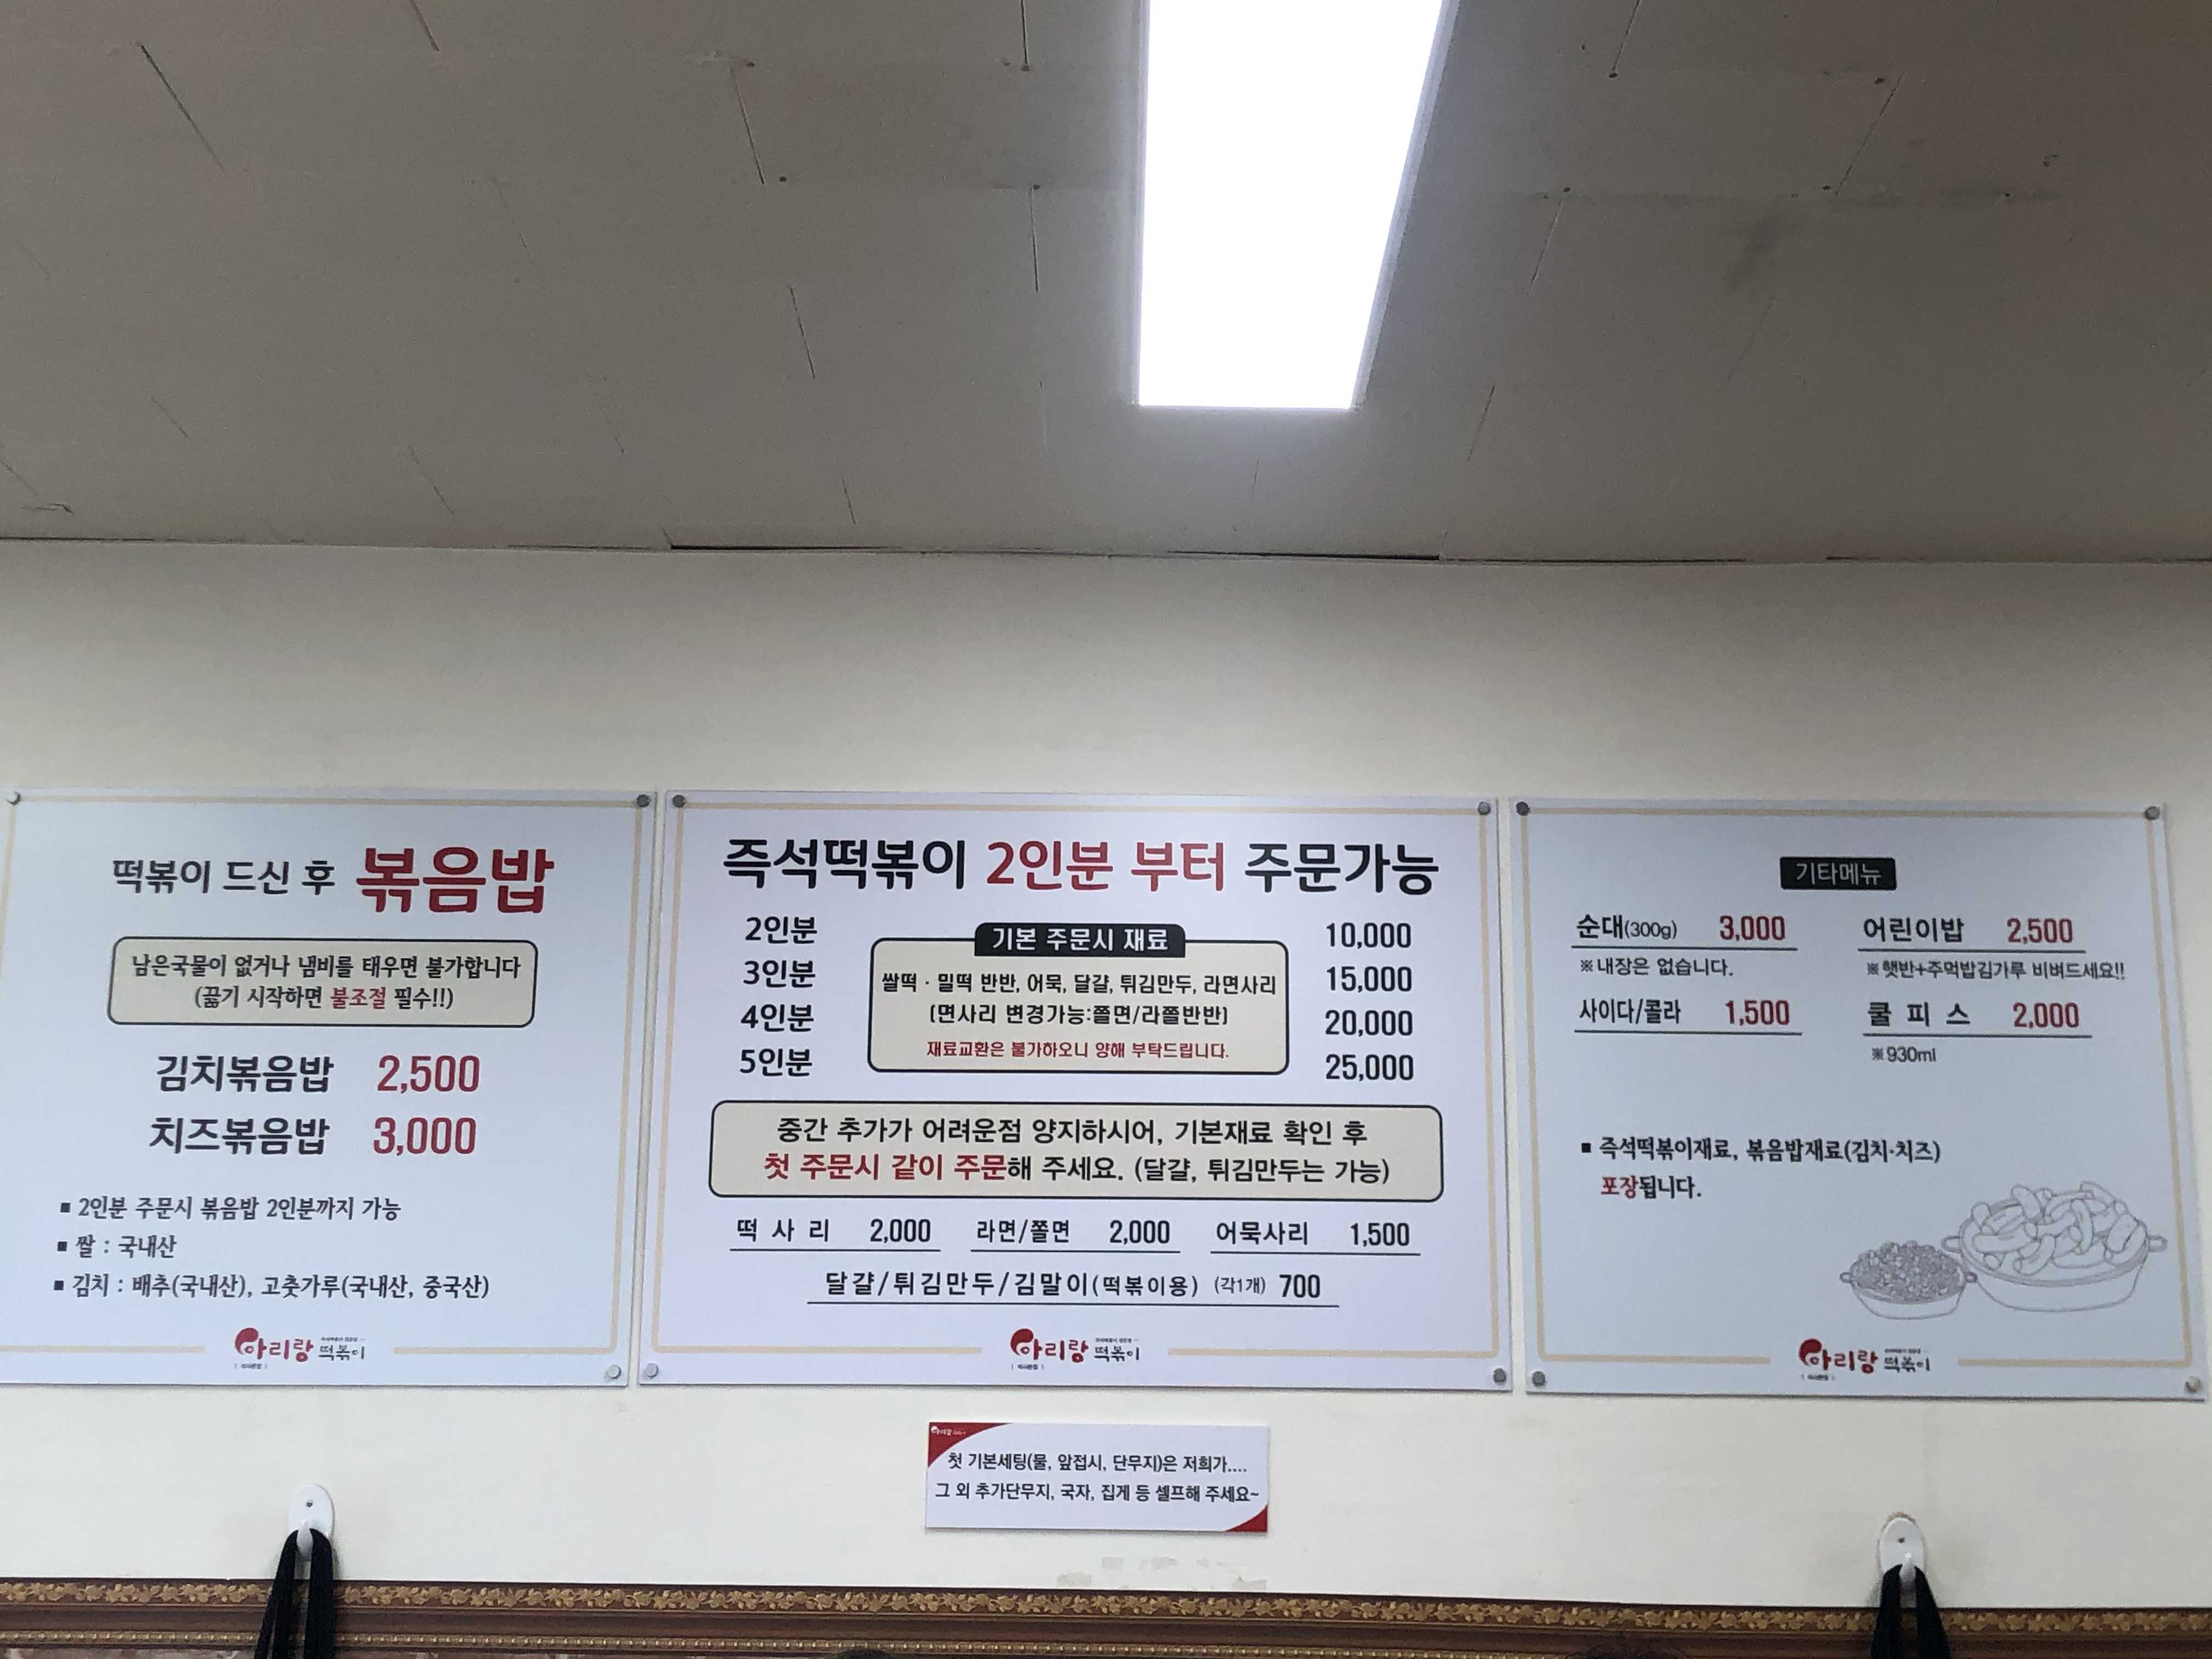 떡볶이 드신 후 볶음밥
남은국물이 없거나 냄비를 태우면 불가합니다
(끓기 시작하면 불조절 필수!!)
김치볶음밥 2,500
치즈볶음밥 3,000
■ 2인분 주문시 볶음밥 2인분까지 가능
■ 쌀 : 국내산
■ 김치 : 배추(국내산), 고춧가루(국내산, 중국산)
아리랑 떡볶이
즉석떡볶이 2인분 부터 주문가능
2인분 10,000
3인분 15,000
4인분 20,000
5인분 25,000
기본 주문시 재료
쌀떡 · 밀떡 반반, 어묵, 달걀, 튀김만두, 라면사리
(면사리 변경가능:쫄면/라쫄반반)
재료교환은 불가하오니 양해 부탁드립니다.
중간 추가가 어려운점 양지하시어, 기본재료 확인 후
첫 주문시 같이 주문해 주세요. (달걀, 튀김만두는 가능)
떡 사 리 2,000 라면/쫄면 2,000 어묵사리 1,500
달걀/튀김만두/김말이(떡볶이용) (각1개) 700
아리랑 떡볶이
기타메뉴
순대(300g) 3,000 어린이밥 2,500
※내장은 없습니다. ※햇반+주먹밥김가루 비벼드세요!!
사이다/콜라 1,500 쿨 피 스 2,000
※930ml
■ 즉석떡볶이재료, 볶음밥재료(김치·치즈)
포장됩니다.
아리랑 떡볶이
첫 기본세팅(물, 앞접시, 단무지)은 저희가....
그 외 추가단무지, 국자, 집게 등 셀프해 주세요~